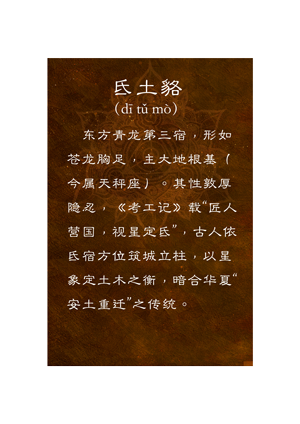 氐土貉
（dī tǔ mò）
东方青龙第三宿，形如
苍龙胸足，主大地根基（
今属天秤座）。其性敦厚
隐忍，《考工记》载“匠人
营国，视星定氐”，古人依
氐宿方位筑城立柱，以星
象定土木之衡，暗合华夏“
安土重迁”之传统。